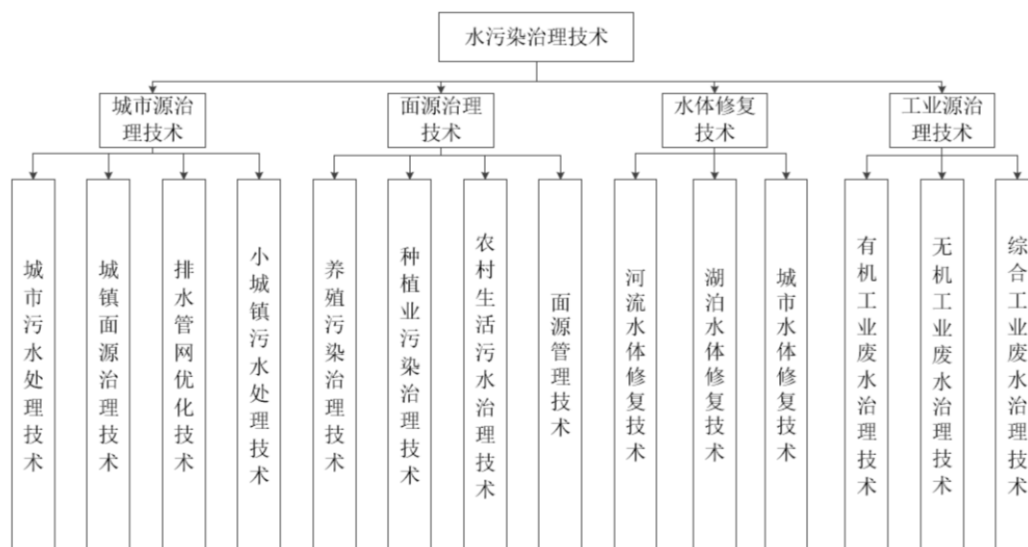 水污染治理技术
城市源治
理技术
面源治理
技术
水体修复
技术
工业源治
理技术
城市污水处理技术
城镇面源治理技术
排水管网优化技术
小城镇污水处理技术
养殖污染治理技术
种植业污染治理技术
农村生活污水治理技术
面源管理技术
河流水体修复技术
湖泊水体修复技术
城市水体修复技术
有机工业废水治理技术
无机工业废水治理技术
综合工业废水治理技术